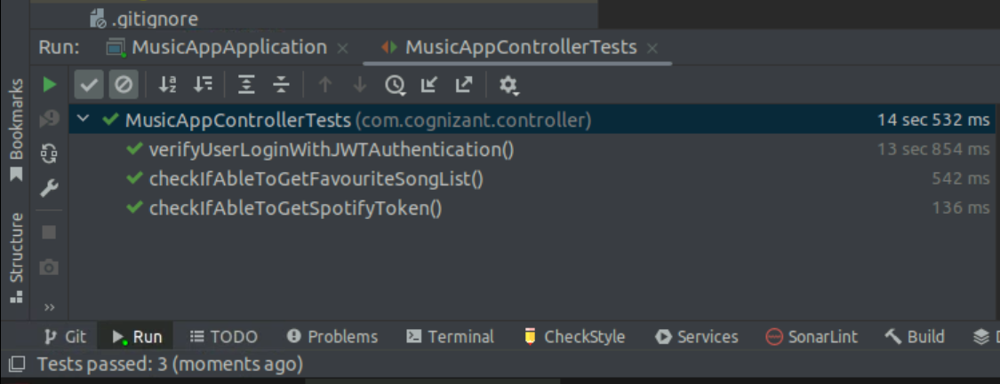 .gitignore
Run: MusicAppApplication MusicAppControllerTests
MusicAppControllerTests (com.cognizant.controller) 14 sec 532 ms
verifyUserLoginWithJWTAuthentication() 13 sec 854 ms
checkIfAbleToGetFavouriteSongList() 542 ms
checkIfAbleToGetSpotifyToken() 136 ms
Bookmarks
Structure
Git Run TODO Problems Terminal CheckStyle Services SonarLint Build
Tests passed: 3 (moments ago)